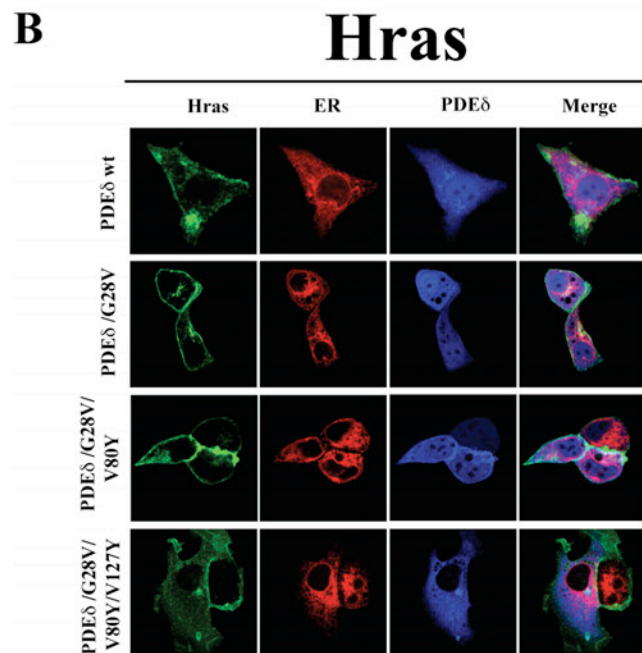 B
Hras
Hras ER PDEδ Merge
PDEδ wt
PDEδ /G28V
PDEδ /G28V/
V80Y
PDEδ /G28V/
V80Y/V127Y